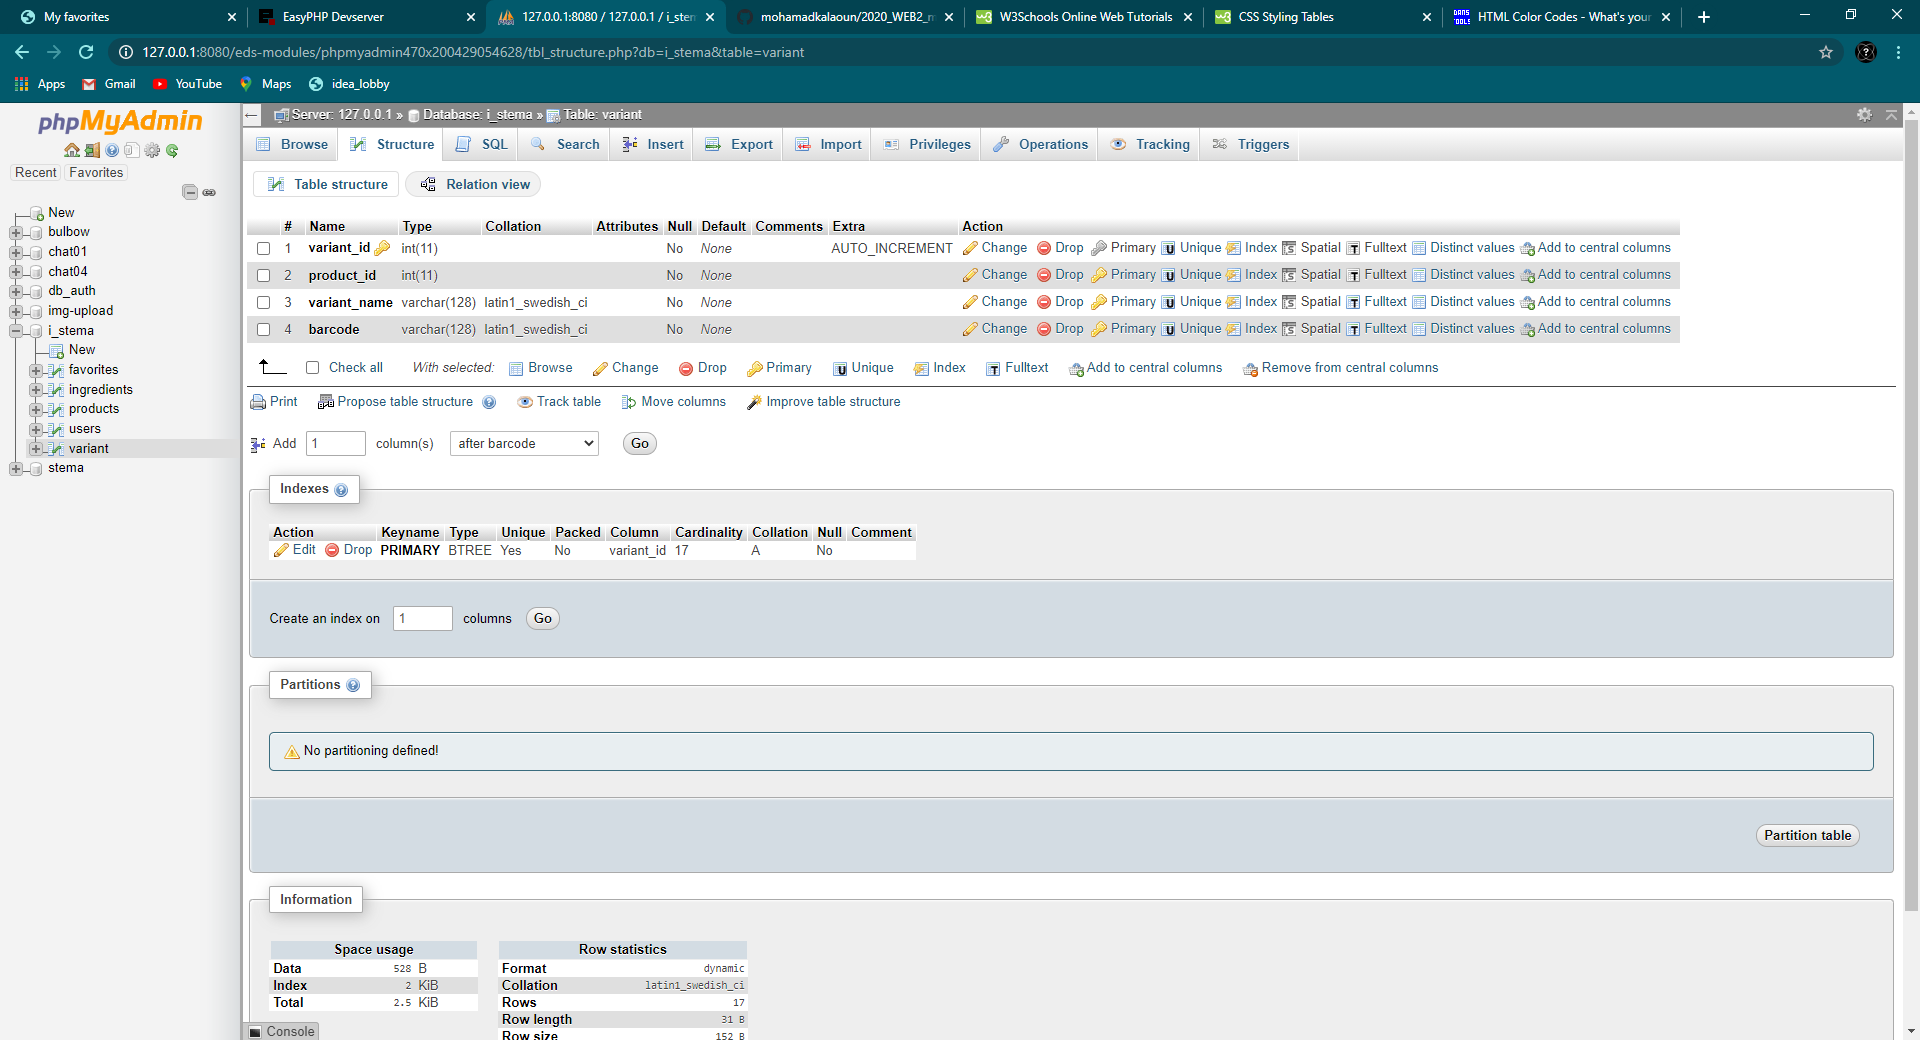 My favorites
EasyPHP Devserver
127.0.0.1:8080 / 127.0.0.1 / i_sten
mohamadkalaoun/2020_WEB2_m
W3Schools Online Web Tutorials
CSS Styling Tables
HTML Color Codes - What's your
127.0.0.1:8080/eds-modules/phpmyadmin470x200429054628/tbl_structure.php?db=i_stema&table=variant
Apps Gmail YouTube Maps idea_lobby
phpMyAdmin
Recent Favorites
New
bulbow
chat01
chat04
db_auth
img-upload
i_stema
New
favorites
ingredients
products
users
variant
stema
Server: 127.0.0.1 » Database: i_stema » Table: variant
Browse Structure SQL Search Insert Export Import Privileges Operations Tracking Triggers
Table structure Relation view
# Name Type Collation Attributes Null Default Comments Extra Action
1 variant_id int(11) No None AUTO_INCREMENT Change Drop Primary Unique Index Spatial Fulltext Distinct values Add to central columns
2 product_id int(11) No None Change Drop Primary Unique Index Spatial Fulltext Distinct values Add to central columns
3 variant_name varchar(128) latin1_swedish_ci No None Change Drop Primary Unique Index Spatial Fulltext Distinct values Add to central columns
4 barcode varchar(128) latin1_swedish_ci No None Change Drop Primary Unique Index Spatial Fulltext Distinct values Add to central columns
Check all With selected: Browse Change Drop Primary Unique Index Fulltext Add to central columns Remove from central columns
Print Propose table structure Track table Move columns Improve table structure
Add 1 column(s) after barcode Go
Indexes
Action Keyname Type Unique Packed Column Cardinality Collation Null Comment
Edit Drop PRIMARY BTREE Yes No variant_id 17 A No
Create an index on 1 columns Go
Partitions
No partitioning defined!
Partition table
Information
Space usage
Data 528 B
Index 2 KiB
Total 2.5 KiB
Row statistics
Format dynamic
Collation latin1_swedish_ci
Rows 17
Row length 31 B
Row size 152 B
Console